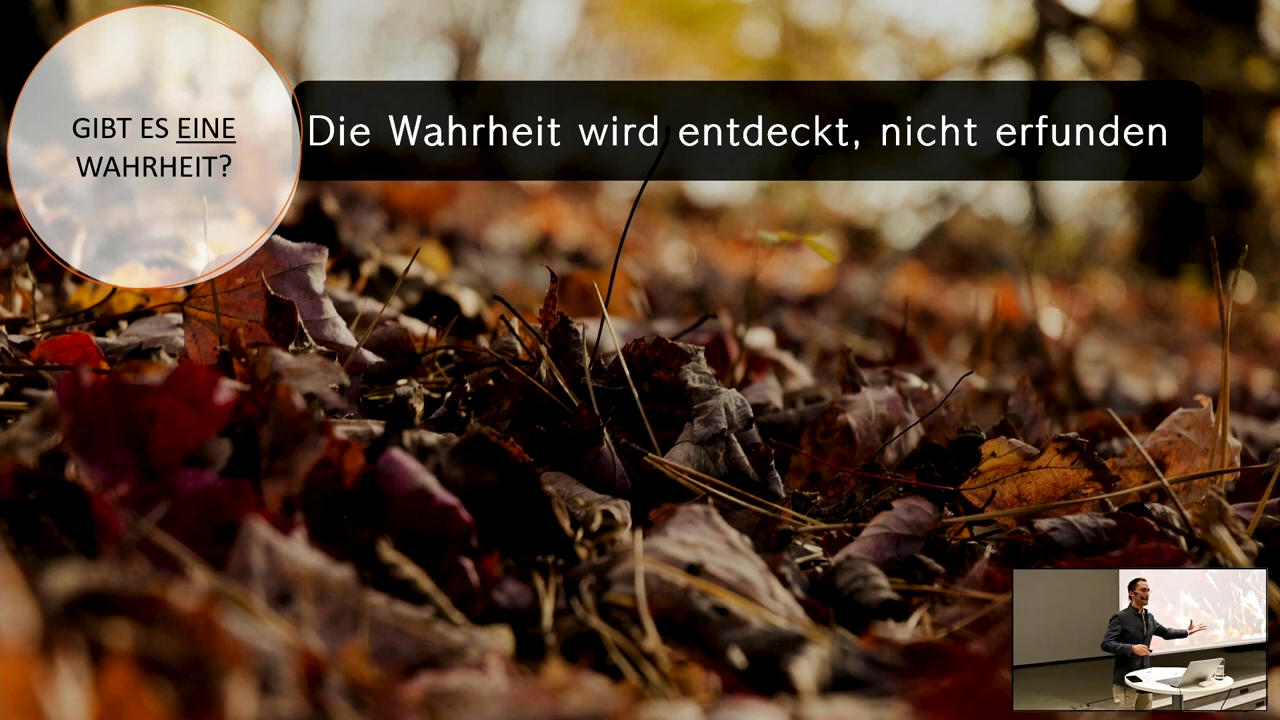 GIBT ES EINE
WAHRHEIT?
Die Wahrheit wird entdeckt, nicht erfunden